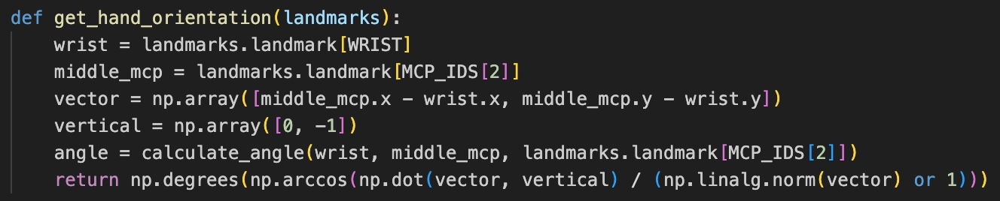 def get_hand_orientation(landmarks):
    wrist = landmarks.landmark[WRIST]
    middle_mcp = landmarks.landmark[MCP_IDS[2]]
    vector = np.array([middle_mcp.x - wrist.x, middle_mcp.y - wrist.y])
    vertical = np.array([0, -1])
    angle = calculate_angle(wrist, middle_mcp, landmarks.landmark[MCP_IDS[2]])
    return np.degrees(np.arccos(np.dot(vector, vertical) / (np.linalg.norm(vector) or 1)))